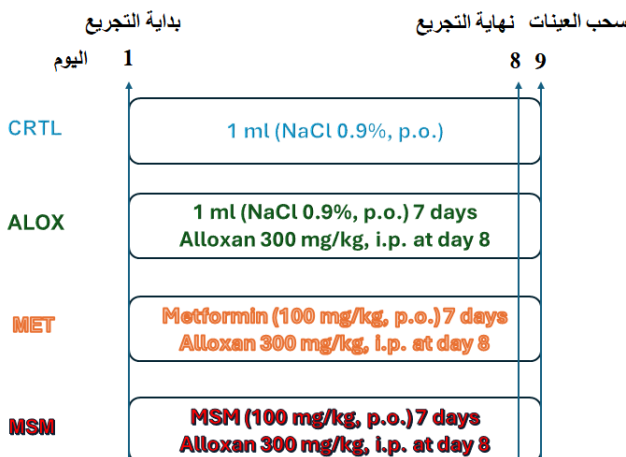 بداية التجريع
نهاية التجريع
سحب العينات
اليوم
1
8
9
CRTL
1 ml (NaCl 0.9%, p.o.)
ALOX
1 ml (NaCl 0.9%, p.o.) 7 days
Alloxan 300 mg/kg, i.p. at day 8
MET
Metformin (100 mg/kg, p.o.) 7 days
Alloxan 300 mg/kg, i.p. at day 8
MSM
MSM (100 mg/kg, p.o.) 7 days
Alloxan 300 mg/kg, i.p. at day 8